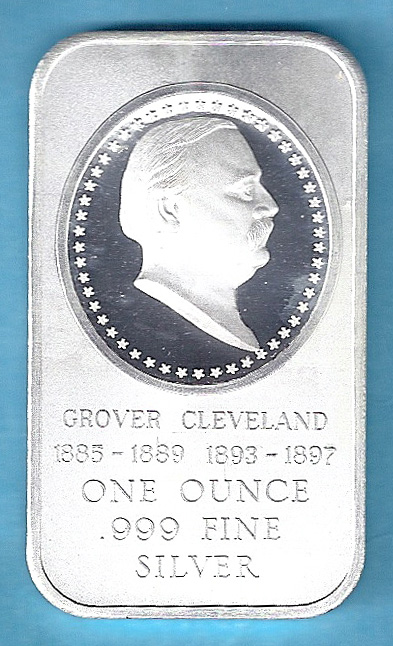 GROVER CLEVELAND
1885-1889 1893-1897
ONE OUNCE
.999 FINE
SILVER